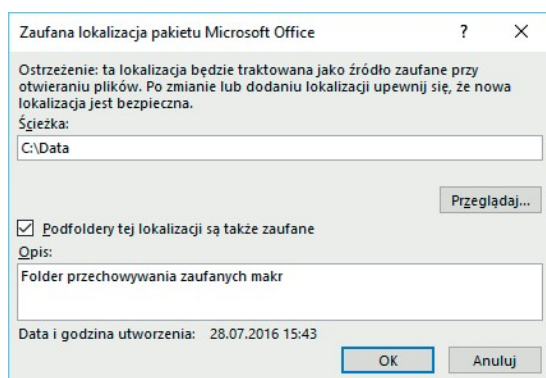 Zaufana lokalizacja pakietu Microsoft Office ? X
Ostrzeżenie: ta lokalizacja będzie traktowana jako źródło zaufane przy
otwieraniu plików. Po zmianie lub dodaniu lokalizacji upewnij się, że nowa
lokalizacja jest bezpieczna.
Ścieżka:
C:\Data
Przeglądaj...
Podfoldery tej lokalizacji są także zaufane
Opis:
Folder przechowywania zaufanych makr
Data i godzina utworzenia: 28.07.2016 15:43
OK Anuluj